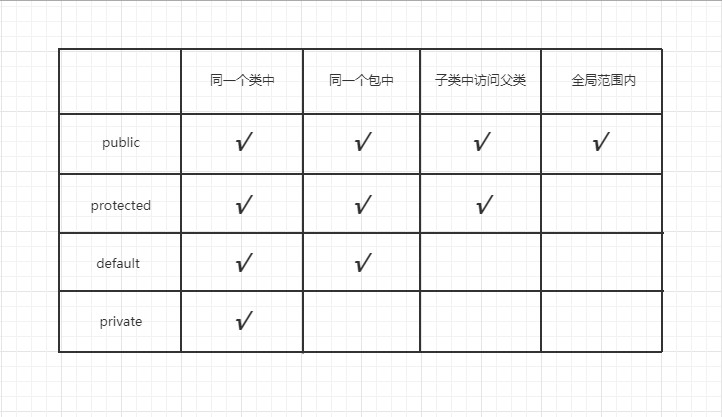 同一个类中 同一个包中 子类中访问父类 全局范围内
public √ √ √ √
protected √ √ √
default √ √
private √